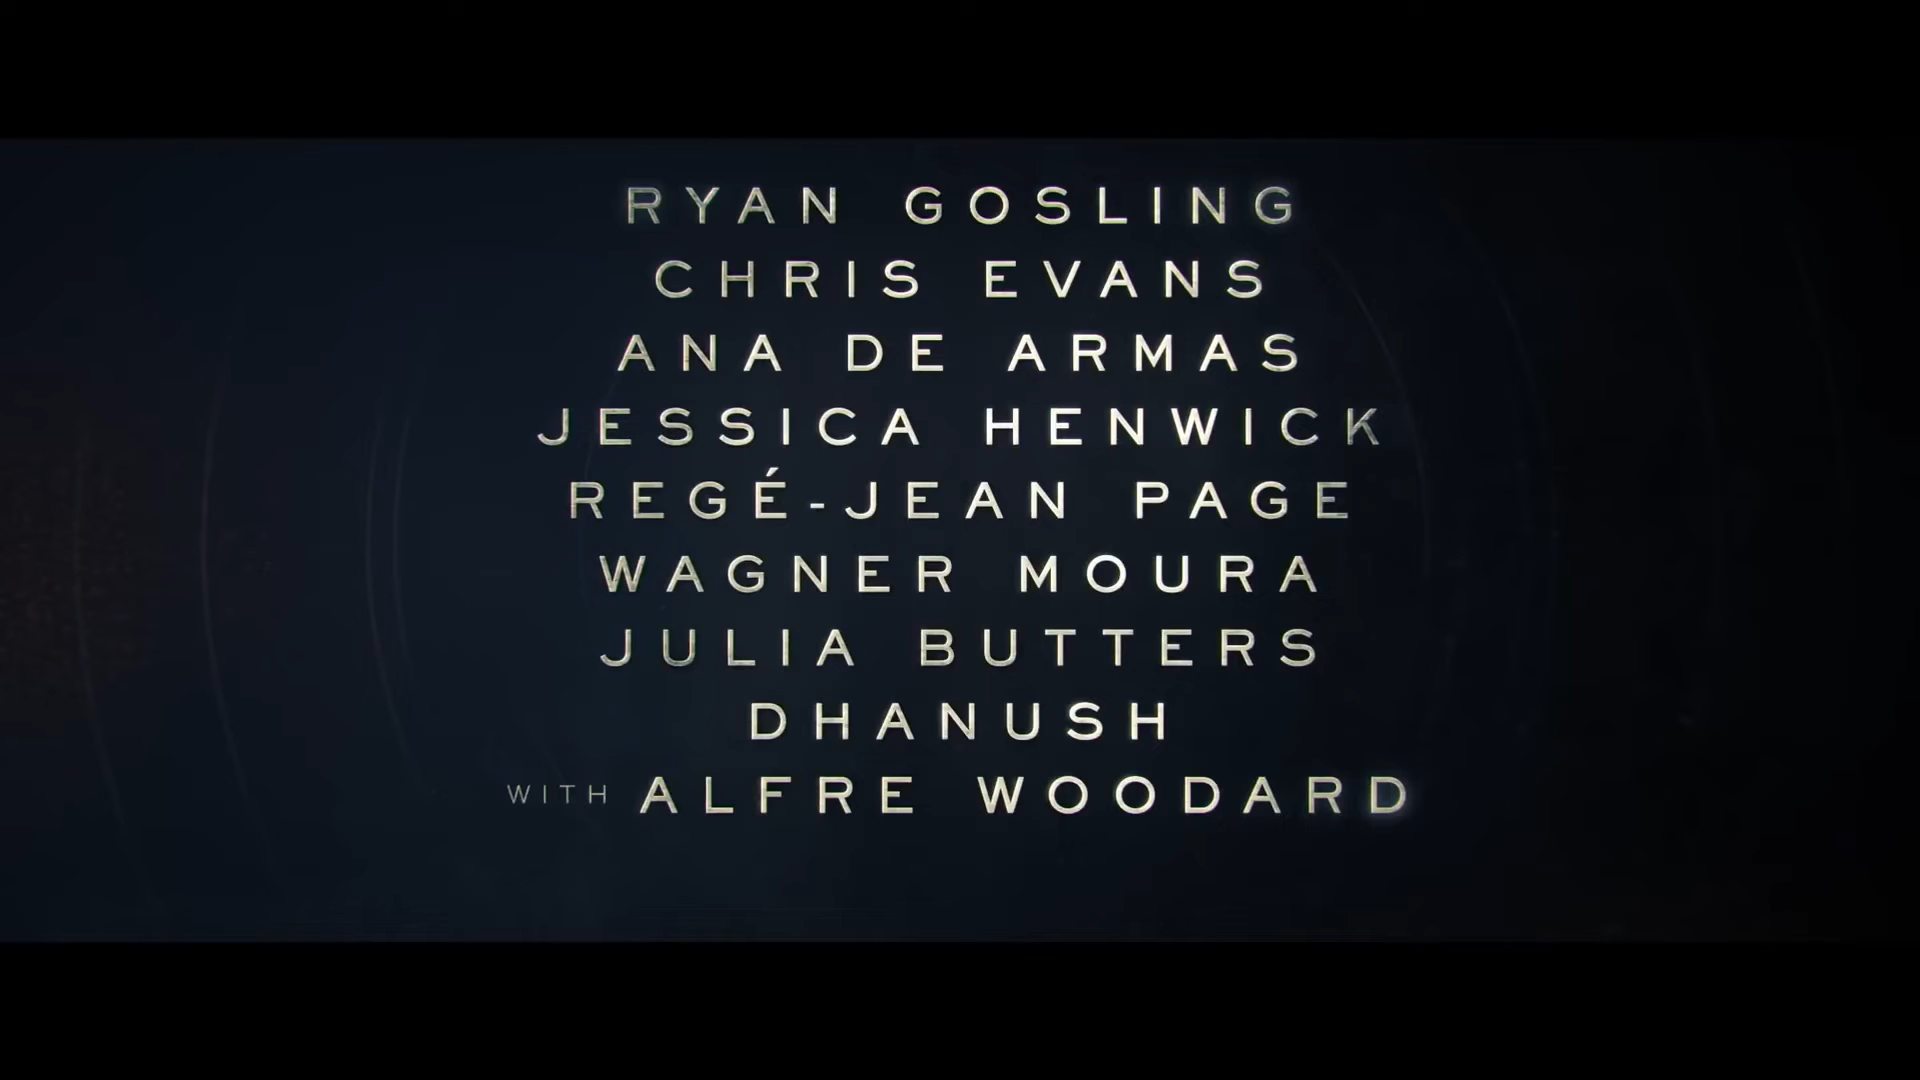 RYAN GOSLING
CHRIS EVANS
ANA DE ARMAS
JESSICA HENWICK
REGÉ-JEAN PAGE
WAGNER MOURA
JULIA BUTTERS
DHANUSH
WITH ALFRE WOODARD